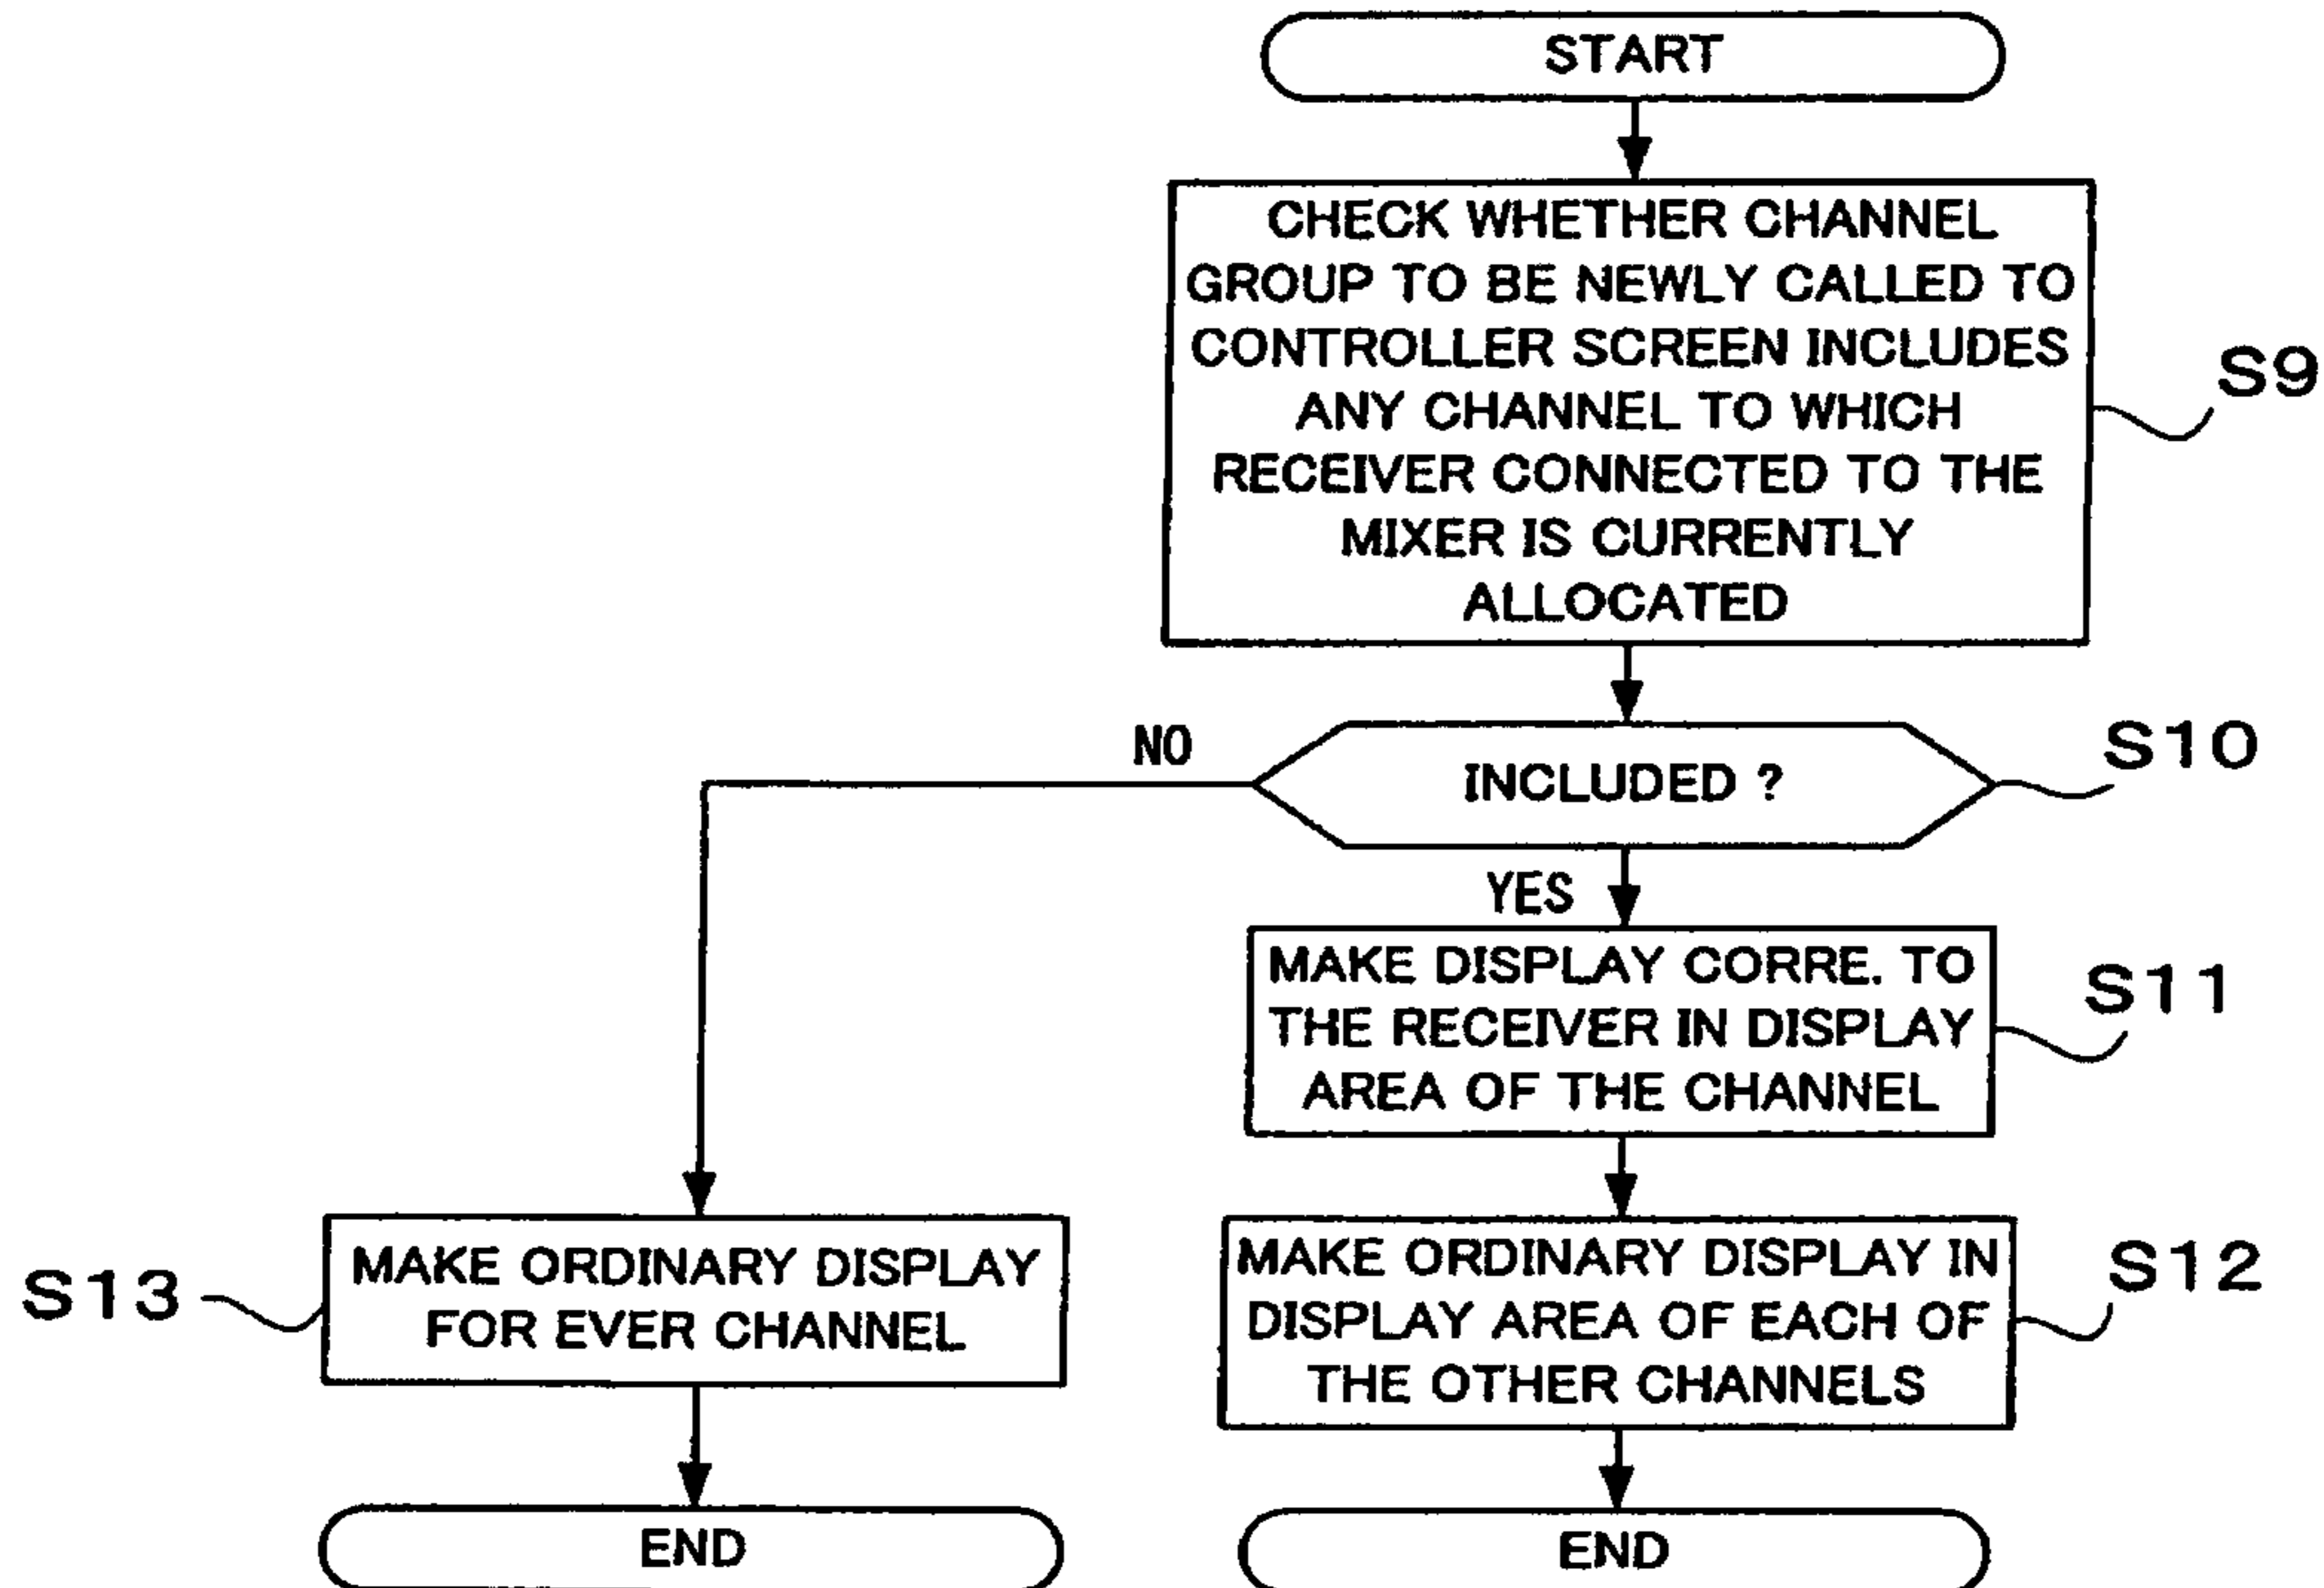 START
CHECK WHETHER CHANNEL
GROUP TO BE NEWLY CALLED TO
CONTROLLER SCREEN INCLUDES
ANY CHANNEL TO WHICH
RECEIVER CONNECTED TO THE
MIXER IS CURRENTLY
ALLOCATED
S9
NO
INCLUDED ?
S10
YES
MAKE DISPLAY CORRE. TO
THE RECEIVER IN DISPLAY
AREA OF THE CHANNEL
S11
S13
MAKE ORDINARY DISPLAY
FOR EVER CHANNEL
MAKE ORDINARY DISPLAY IN
DISPLAY AREA OF EACH OF
THE OTHER CHANNELS
S12
END
END